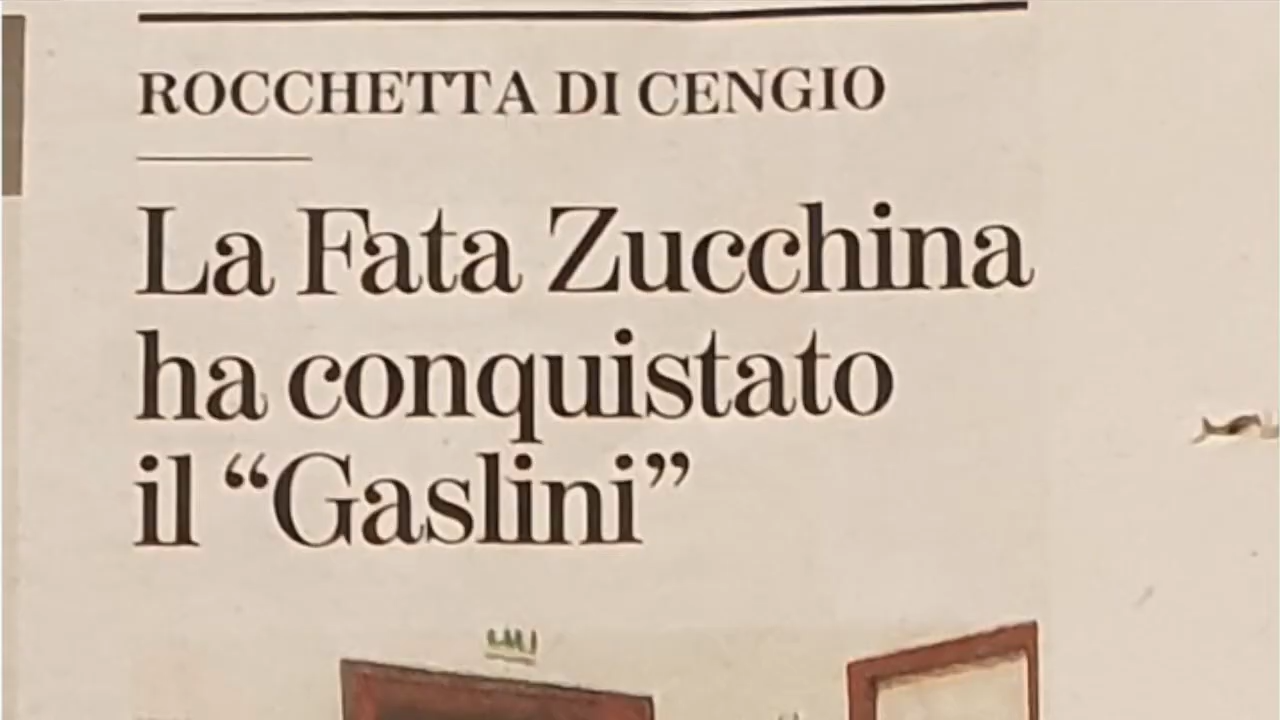 ROCCHETTA DI CENGIO
La Fata Zucchina
ha conquistato
il “Gaslini”